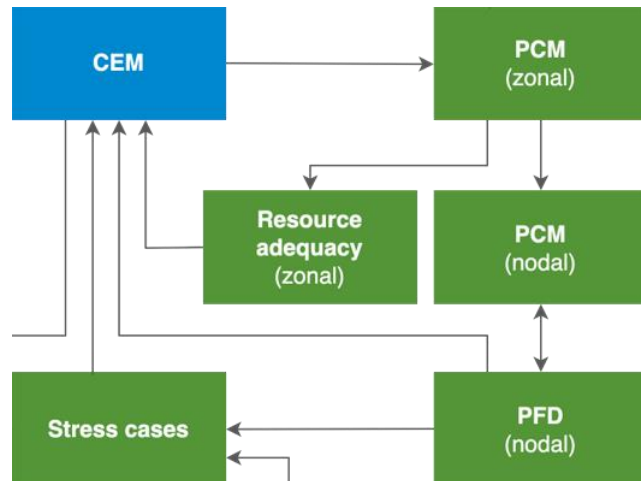 CEM
PCM
(zonal)
Resource
adequacy
(zonal)
PCM
(nodal)
Stress cases
PFD
(nodal)